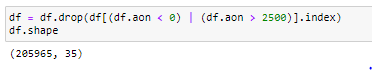 df = df.drop(df[(df.aon < 0) | (df.aon > 2500)].index)
df.shape
(205965, 35)